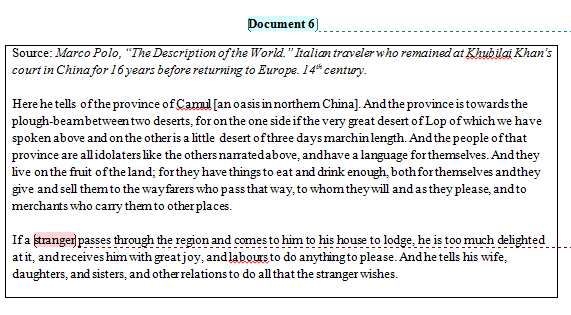 Document 6
Source: Marco Polo, "The Description of the World." Italian traveler who remained at Khubilai Khan's
court in China for 16 years before returning to Europe. 14th century.
Here he tells of the province of Camul [an oasis in northern China]. And the province is towards the
plough-beam between two deserts, for on the one side if the very great desert of Lop of which we have
spoken above and on the other is a little desert of three days march in length. And the people of that
province are all idolaters like the others narrated above, and have a language for themselves. And they
live on the fruit of the land; for they have things to eat and drink enough, both for themselves and they
give and sell them to the wayfarers who pass that way, to whom they will and as they please, and to
merchants who carry them to other places.
If a stranger passes through the region and comes to him to his house to lodge, he is too much delighted
at it, and receives him with great joy, and labours to do anything to please. And he tells his wife,
daughters, and sisters, and other relations to do all that the stranger wishes.